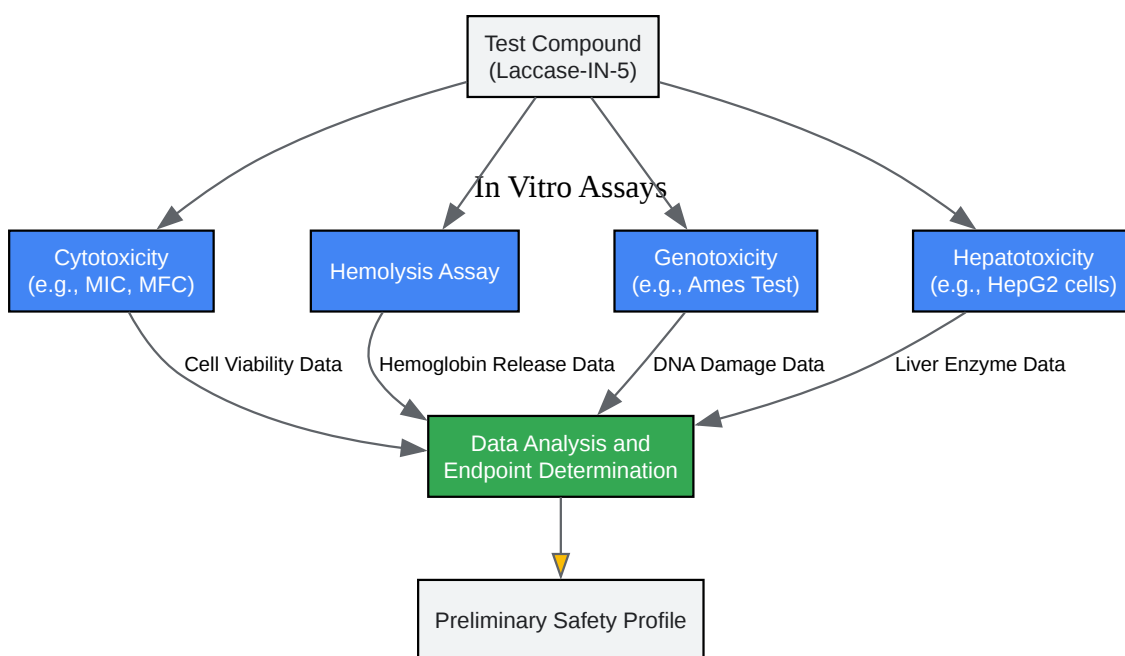 Test Compound
(Laccase-IN-5)
In Vitro Assays
Cytotoxicity
(e.g., MIC, MFC)
Hemolysis Assay
Genotoxicity
(e.g., Ames Test)
Hepatotoxicity
(e.g., HepG2 cells)
Cell Viability Data
Hemoglobin Release Data
DNA Damage Data
Liver Enzyme Data
Data Analysis and
Endpoint Determination
Preliminary Safety Profile